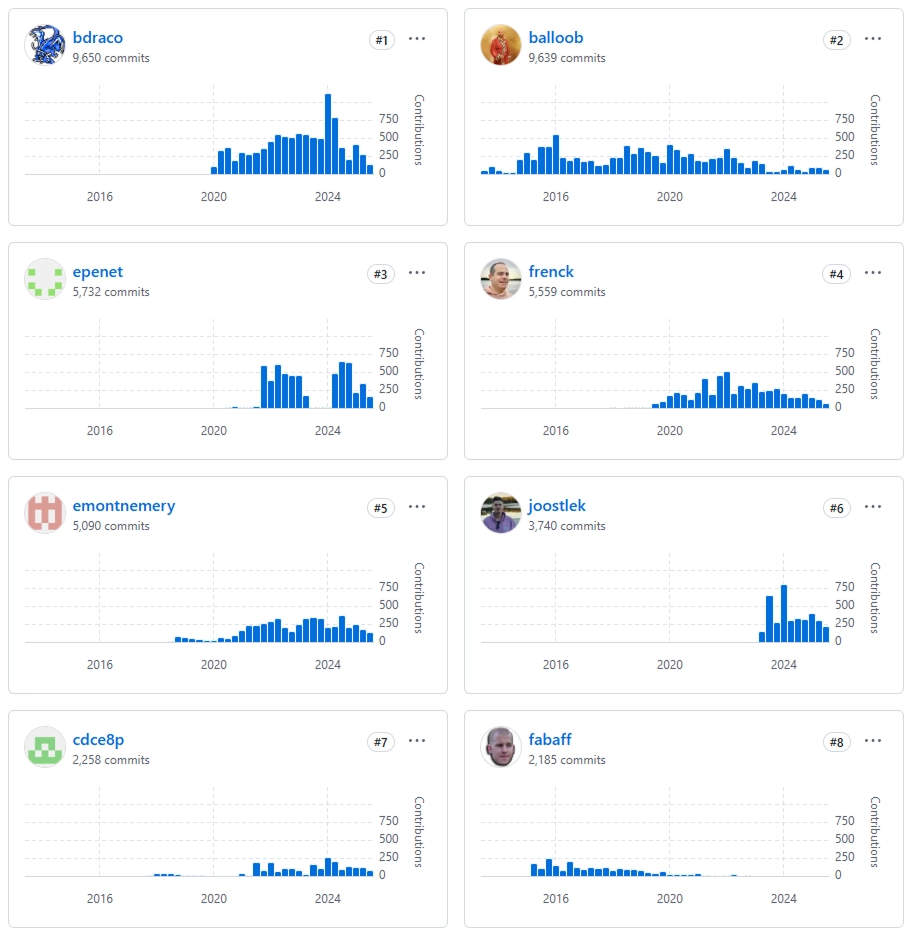 bdraco
#1
9,650 commits
Contributions
750
500
250
0
2016
2020
2024
balloob
#2
9,639 commits
Contributions
750
500
250
0
2016
2020
2024
epenet
#3
5,732 commits
Contributions
750
500
250
0
2016
2020
2024
frenck
#4
5,559 commits
Contributions
750
500
250
0
2016
2020
2024
emontnemery
#5
5,090 commits
Contributions
750
500
250
0
2016
2020
2024
joostlek
#6
3,740 commits
Contributions
750
500
250
0
2016
2020
2024
cdce8p
#7
2,258 commits
Contributions
750
500
250
0
2016
2020
2024
fabaff
#8
2,185 commits
Contributions
750
500
250
0
2016
2020
2024